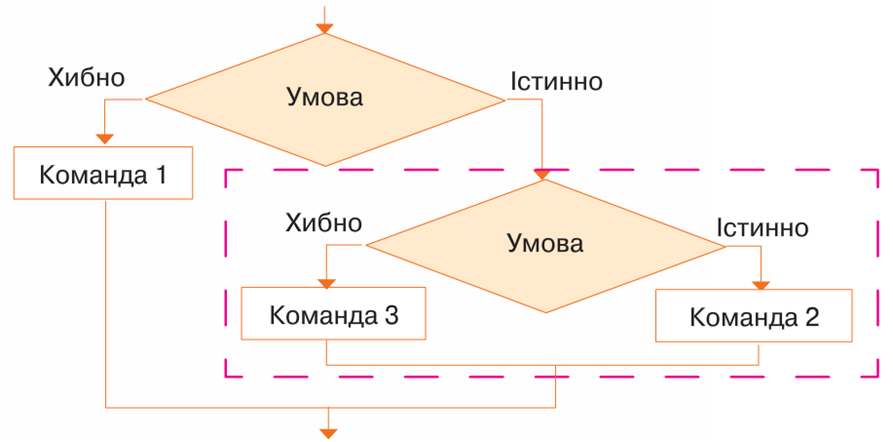 Умова
Хибно
Істинно
Команда 1
Умова
Хибно
Істинно
Команда 3
Команда 2